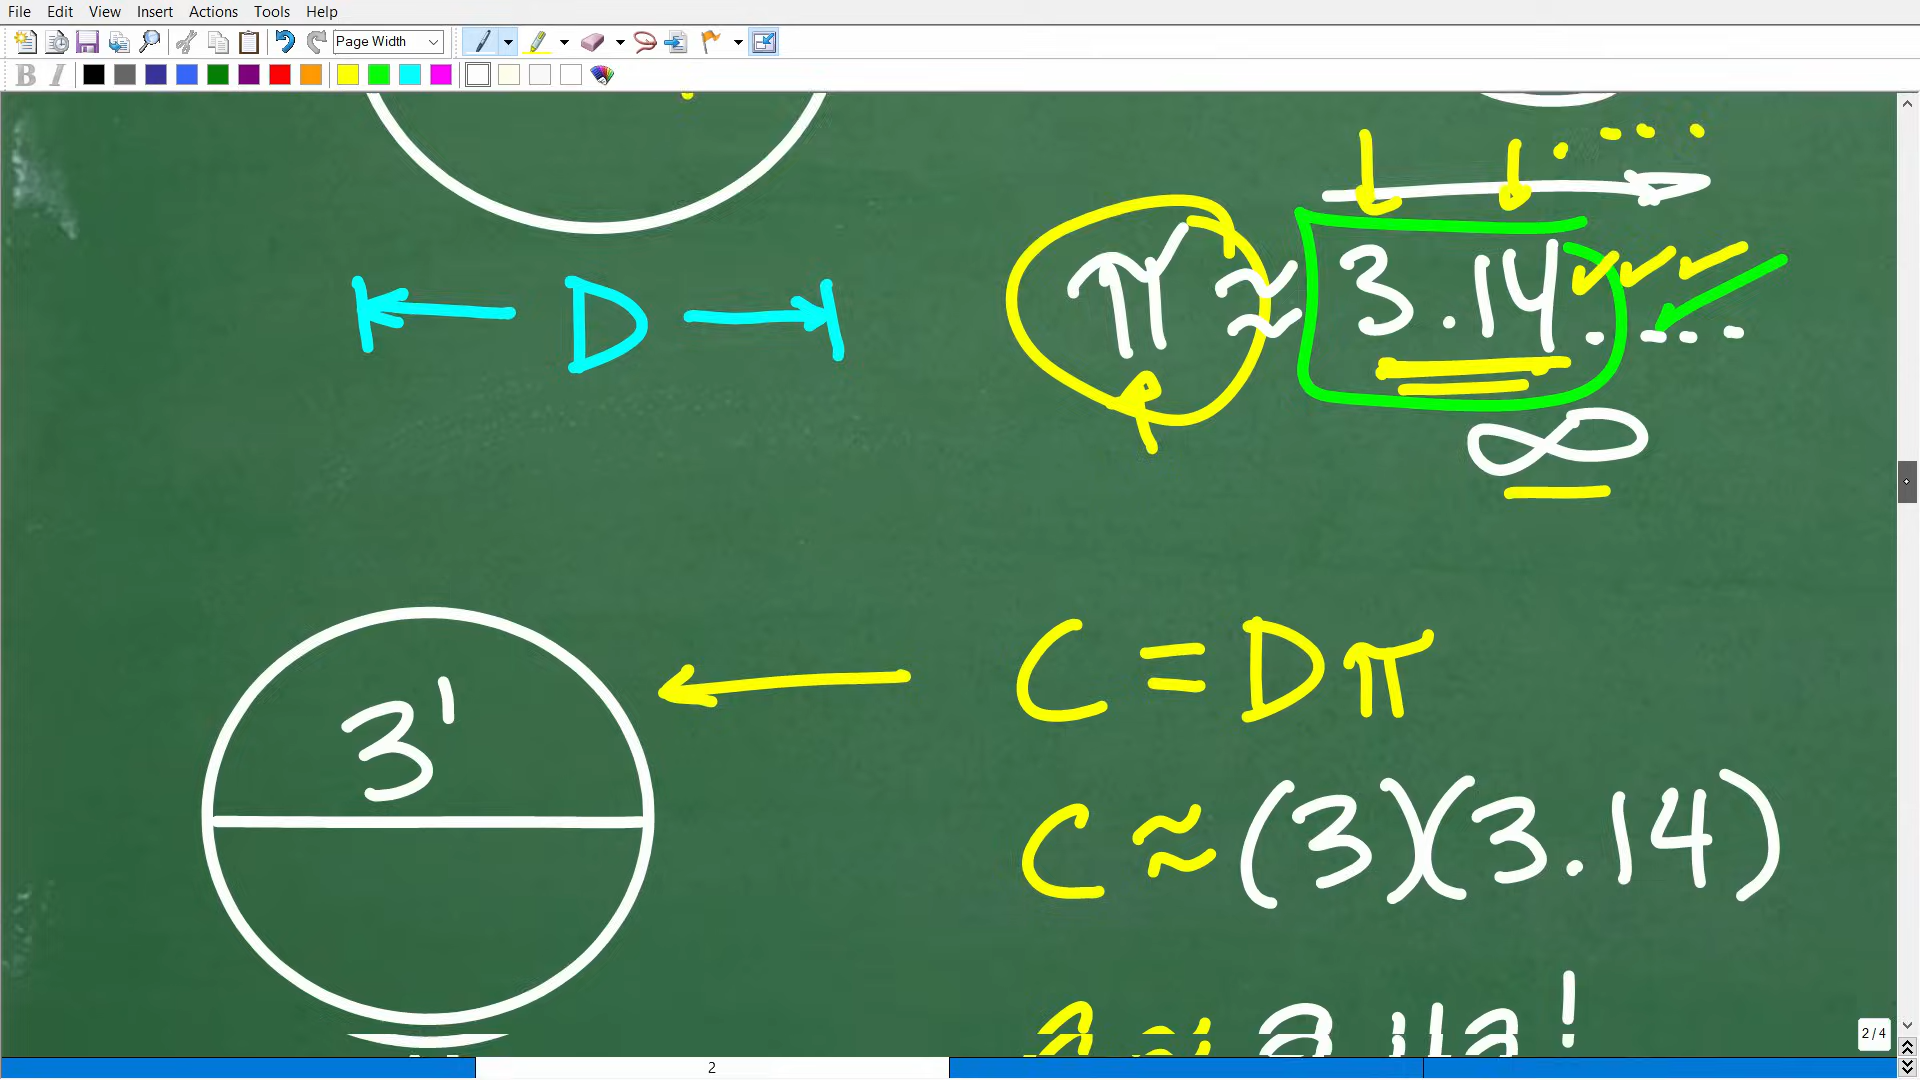 File Edit View Insert Actions Tools Help
Page Width
B I
D
π ≈ 3.14. . . .
∞
3'
C = Dπ
C ≈ (3)(3.14)
2 / 4
2